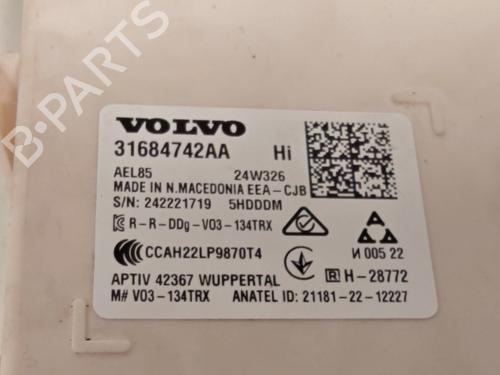 VOLVO
31684742AA Hi
AEL85 24W326
MADE IN N.MACEDONIA EEA-CJB
S/N: 242221719 5HDDDM
R-R-DDg-V03-134TRX
CCAH22LP9870T4
И 005 22
APTIV 42367 WUPPERTAL R H-28772
M# V03-134TRX ANATEL ID: 21181-22-12227
B-PARTS